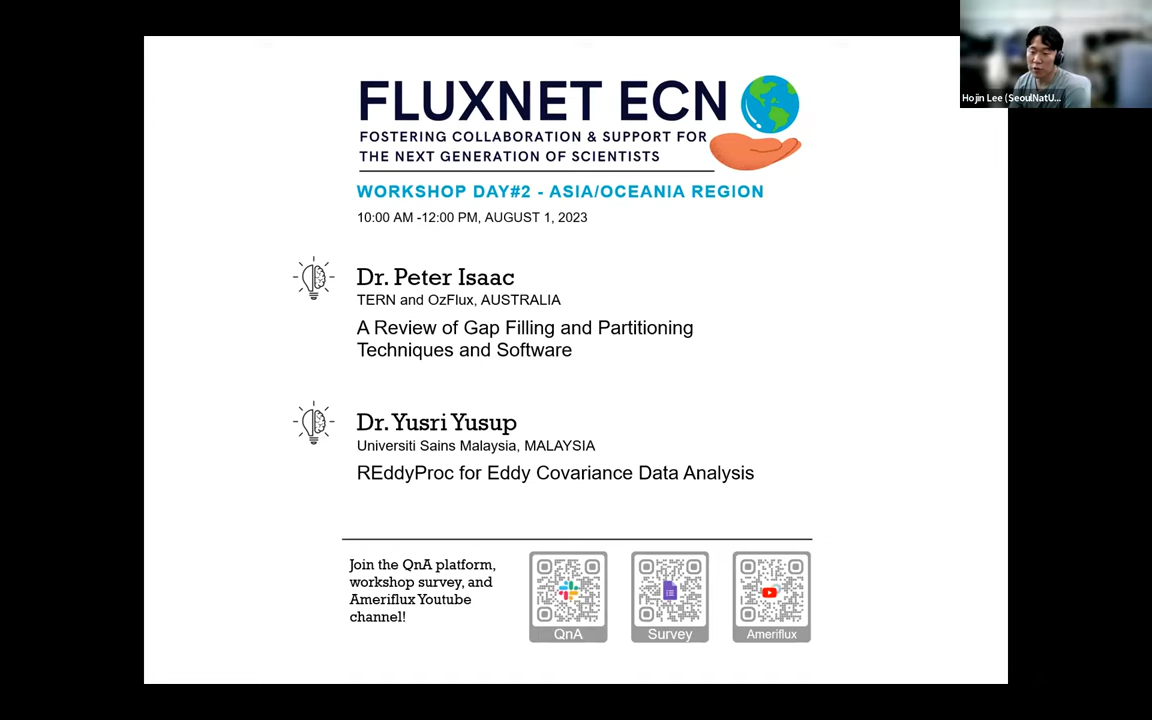 Hojin Lee (SeoulNatU...
FLUXNET ECN
FOSTERING COLLABORATION & SUPPORT FOR
THE NEXT GENERATION OF SCIENTISTS
WORKSHOP DAY#2 - ASIA/OCEANIA REGION
10:00 AM -12:00 PM, AUGUST 1, 2023
Dr. Peter Isaac
TERN and OzFlux, AUSTRALIA
A Review of Gap Filling and Partitioning
Techniques and Software
Dr. Yusri Yusup
Universiti Sains Malaysia, MALAYSIA
REddyProc for Eddy Covariance Data Analysis
Join the QnA platform,
workshop survey, and
Ameriflux Youtube
channel!
QnA
Survey
Ameriflux